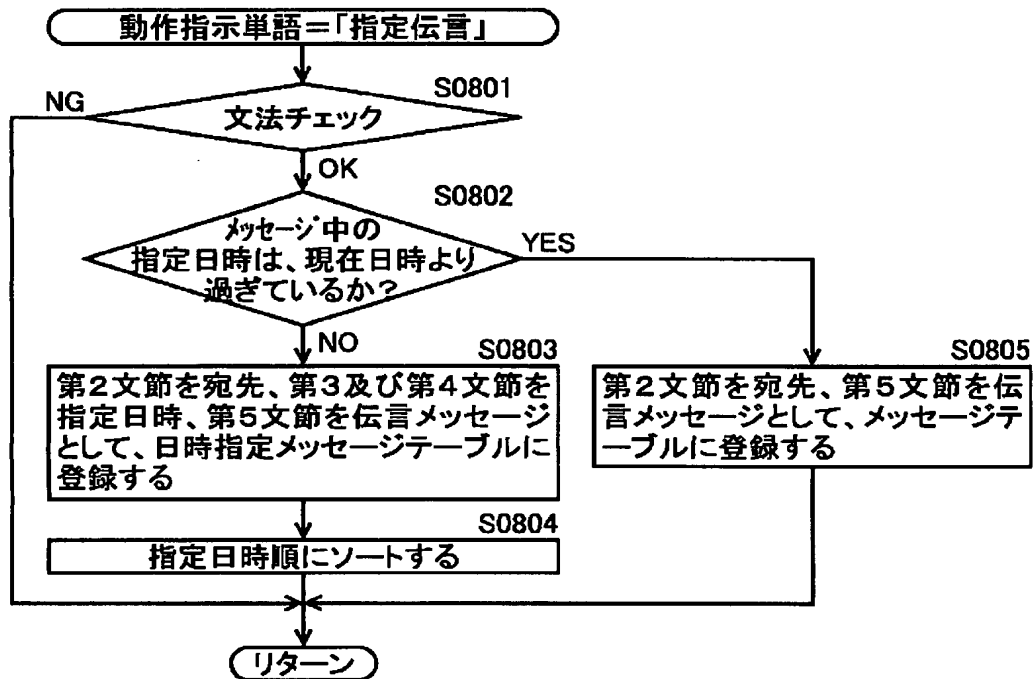 動作指示単語＝「指定伝言」
S0801
NG
文法チェック
OK
S0802
メッセージ中の
指定日時は、現在日時より
過ぎているか？
YES
NO
S0803
第２文節を宛先、第３及び第４文節を
指定日時、第５文節を伝言メッセージ
として、日時指定メッセージテーブルに
登録する
S0805
第２文節を宛先、第５文節を伝
言メッセージとして、メッセージテ
ーブルに登録する
S0804
指定日時順にソートする
リターン